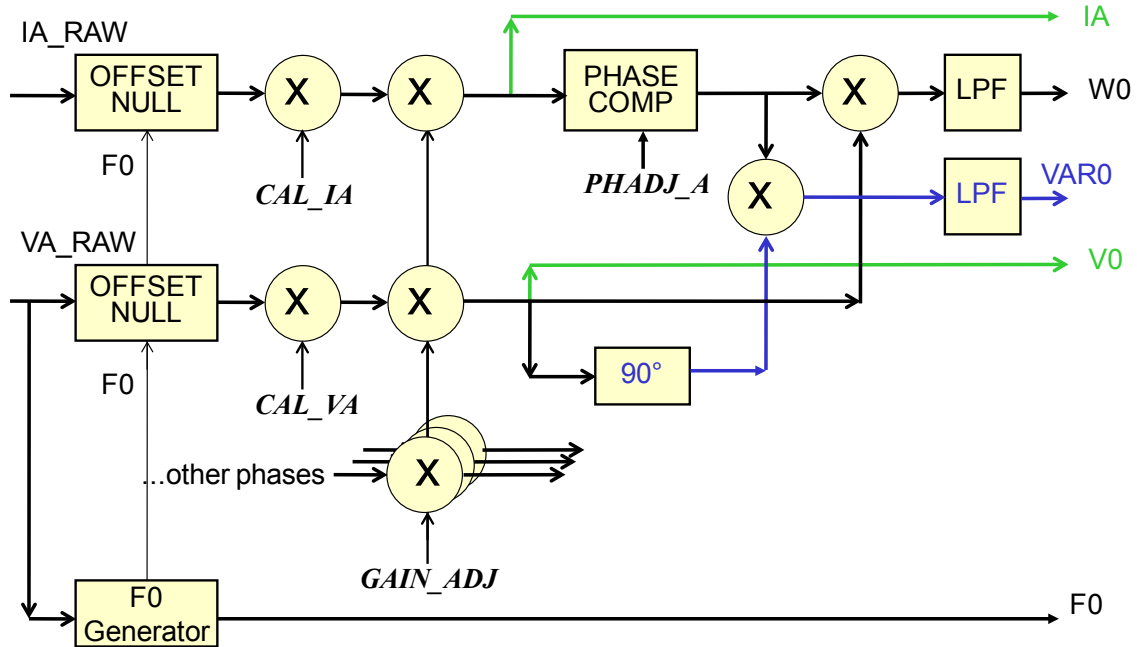 IA
IA_RAW
OFFSET
NULL
X
X
PHASE
COMP
X
LPF
W0
F0
CAL_IA
PHADJ_A
X
LPF
VAR0
VA_RAW
OFFSET
NULL
X
X
V0
F0
CAL_VA
90°
...other phases
X
GAIN_ADJ
F0
Generator
F0